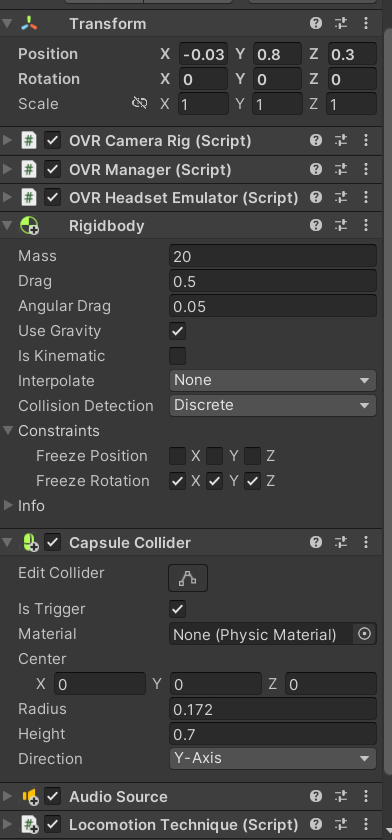 Transform
Position X -0.03 Y 0.8 Z 0.3
Rotation X 0 Y 0 Z 0
Scale X 1 Y 1 Z 1
OVR Camera Rig (Script)
OVR Manager (Script)
OVR Headset Emulator (Script)
Rigidbody
Mass 20
Drag 0.5
Angular Drag 0.05
Use Gravity
Is Kinematic
Interpolate None
Collision Detection Discrete
Constraints
Freeze Position X Y Z
Freeze Rotation X Y Z
Info
Capsule Collider
Edit Collider
Is Trigger
Material None (Physic Material)
Center
X 0 Y 0 Z 0
Radius 0.172
Height 0.7
Direction Y-Axis
Audio Source
Locomotion Technique (Script)